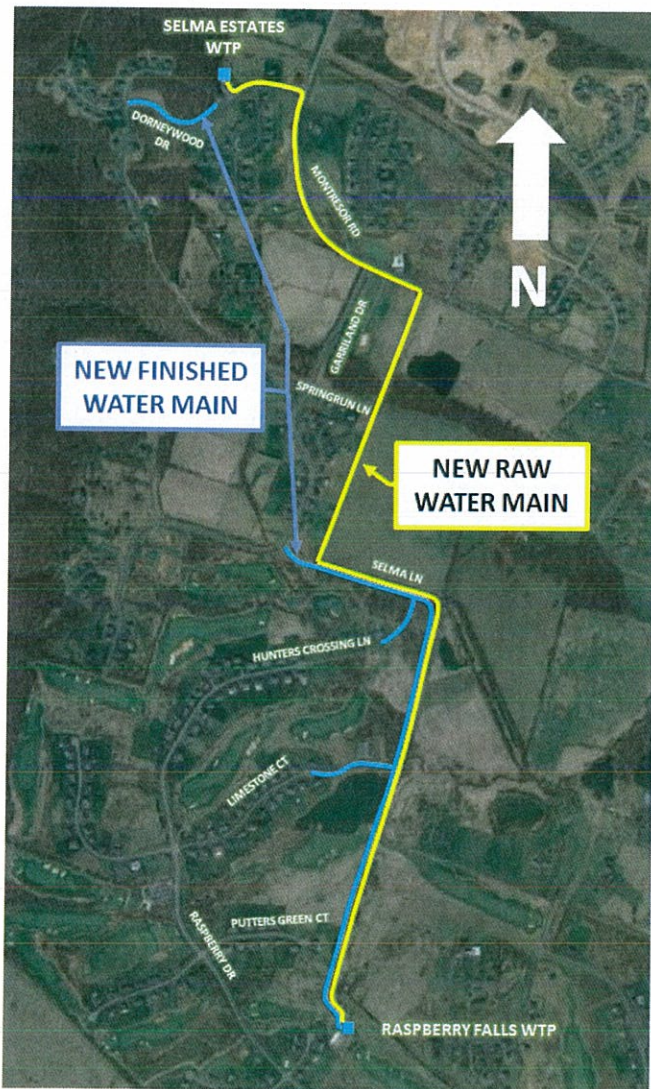 SELMA ESTATES
WTP
DORNEYWOOD
DR
MONTRESOR RD
N
GARRILAND DR
NEW FINISHED
WATER MAIN
SPRINGRUN LN
NEW RAW
WATER MAIN
SELMA LN
HUNTERS CROSSING LN
LIMESTONE CT
PUTTERS GREEN CT
RASPBERRY DR
RASPBERRY FALLS WTP